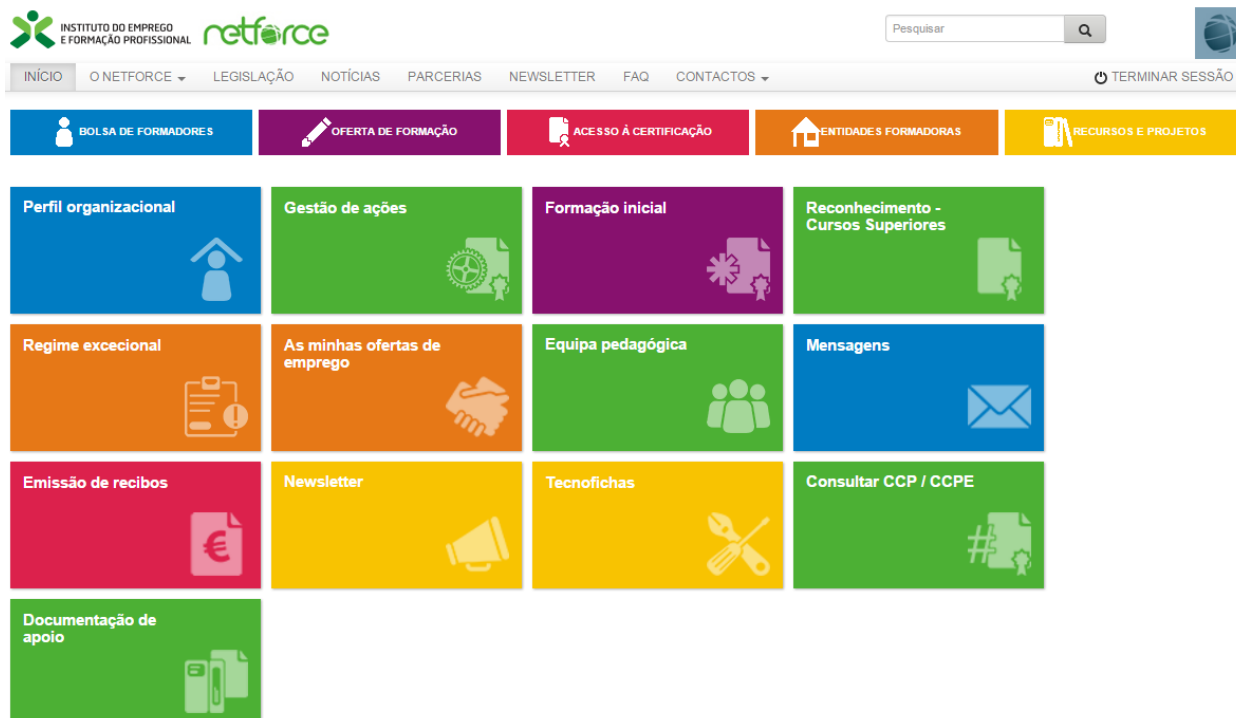 INSTITUTO DO EMPREGO
E FORMAÇÃO PROFISSIONAL
netforce
Pesquisar
INÍCIO
O NETFORCE
LEGISLAÇÃO
NOTÍCIAS
PARCERIAS
NEWSLETTER
FAQ
CONTACTOS
TERMINAR SESSÃO
BOLSA DE FORMADORES
OFERTA DE FORMAÇÃO
ACESSO À CERTIFICAÇÃO
ENTIDADES FORMADORAS
RECURSOS E PROJETOS
Perfil organizacional
Gestão de ações
Formação inicial
Reconhecimento -
Cursos Superiores
Regime excecional
As minhas ofertas de
emprego
Equipa pedagógica
Mensagens
Emissão de recibos
€
Newsletter
Tecnofichas
Consultar CCP / CCPE
#
Documentação de
apoio